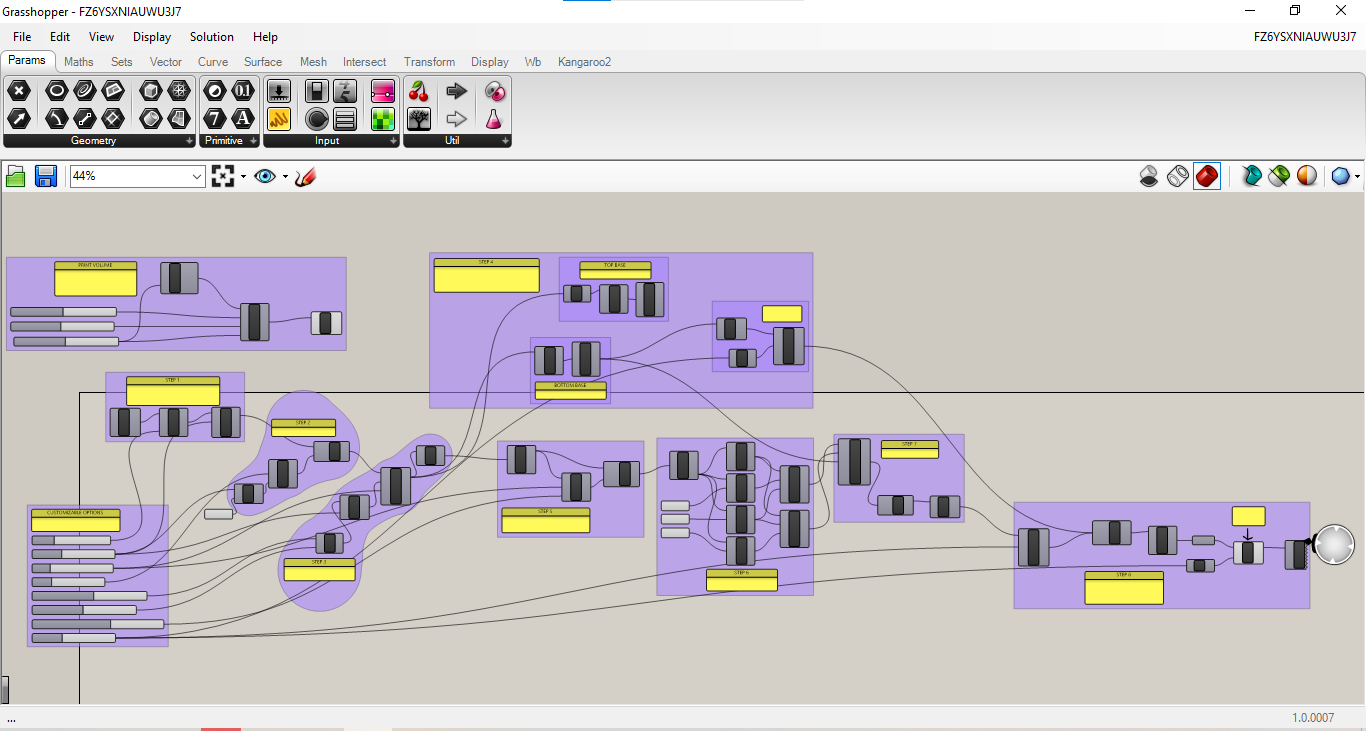 Grasshopper - FZ6YSXNIAUWU3J7
File Edit View Display Solution Help
FZ6YSXNIAUWU3J7
Params Maths Sets Vector Curve Surface Mesh Intersect Transform Display Wb Kangaroo2
0.1
7 A
Geometry Primitive Input Util
44%
PRINT VOLUME
STEP 4
TOP BASE
BOTTOM BASE
STEP 1
STEP 2
STEP 3
CUSTOMIZABLE OPTIONS
STEP 5
STEP 6
STEP 7
STEP 8
...
1.0.0007